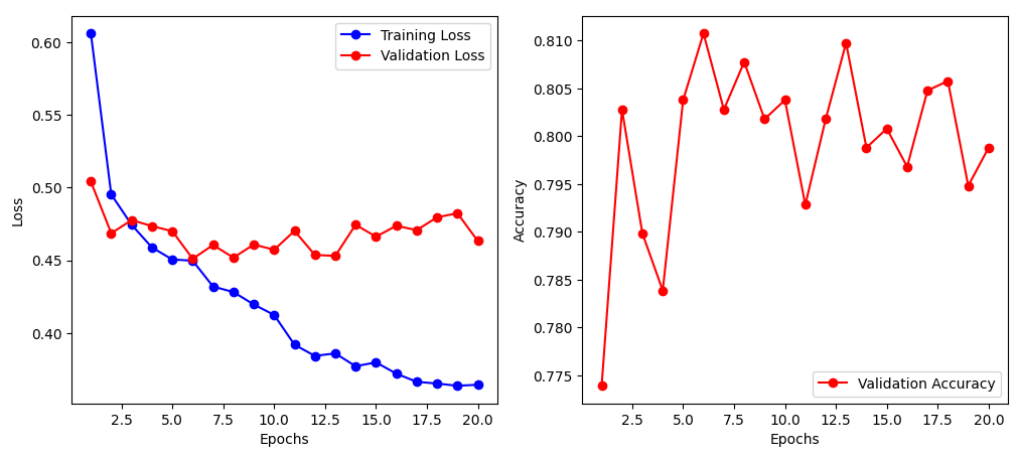 0.60
0.55
0.50
0.45
0.40
Loss
2.5 5.0 7.5 10.0 12.5 15.0 17.5 20.0
Epochs
Training Loss
Validation Loss
0.810
0.805
0.800
0.795
0.790
0.785
0.780
0.775
Accuracy
2.5 5.0 7.5 10.0 12.5 15.0 17.5 20.0
Epochs
Validation Accuracy